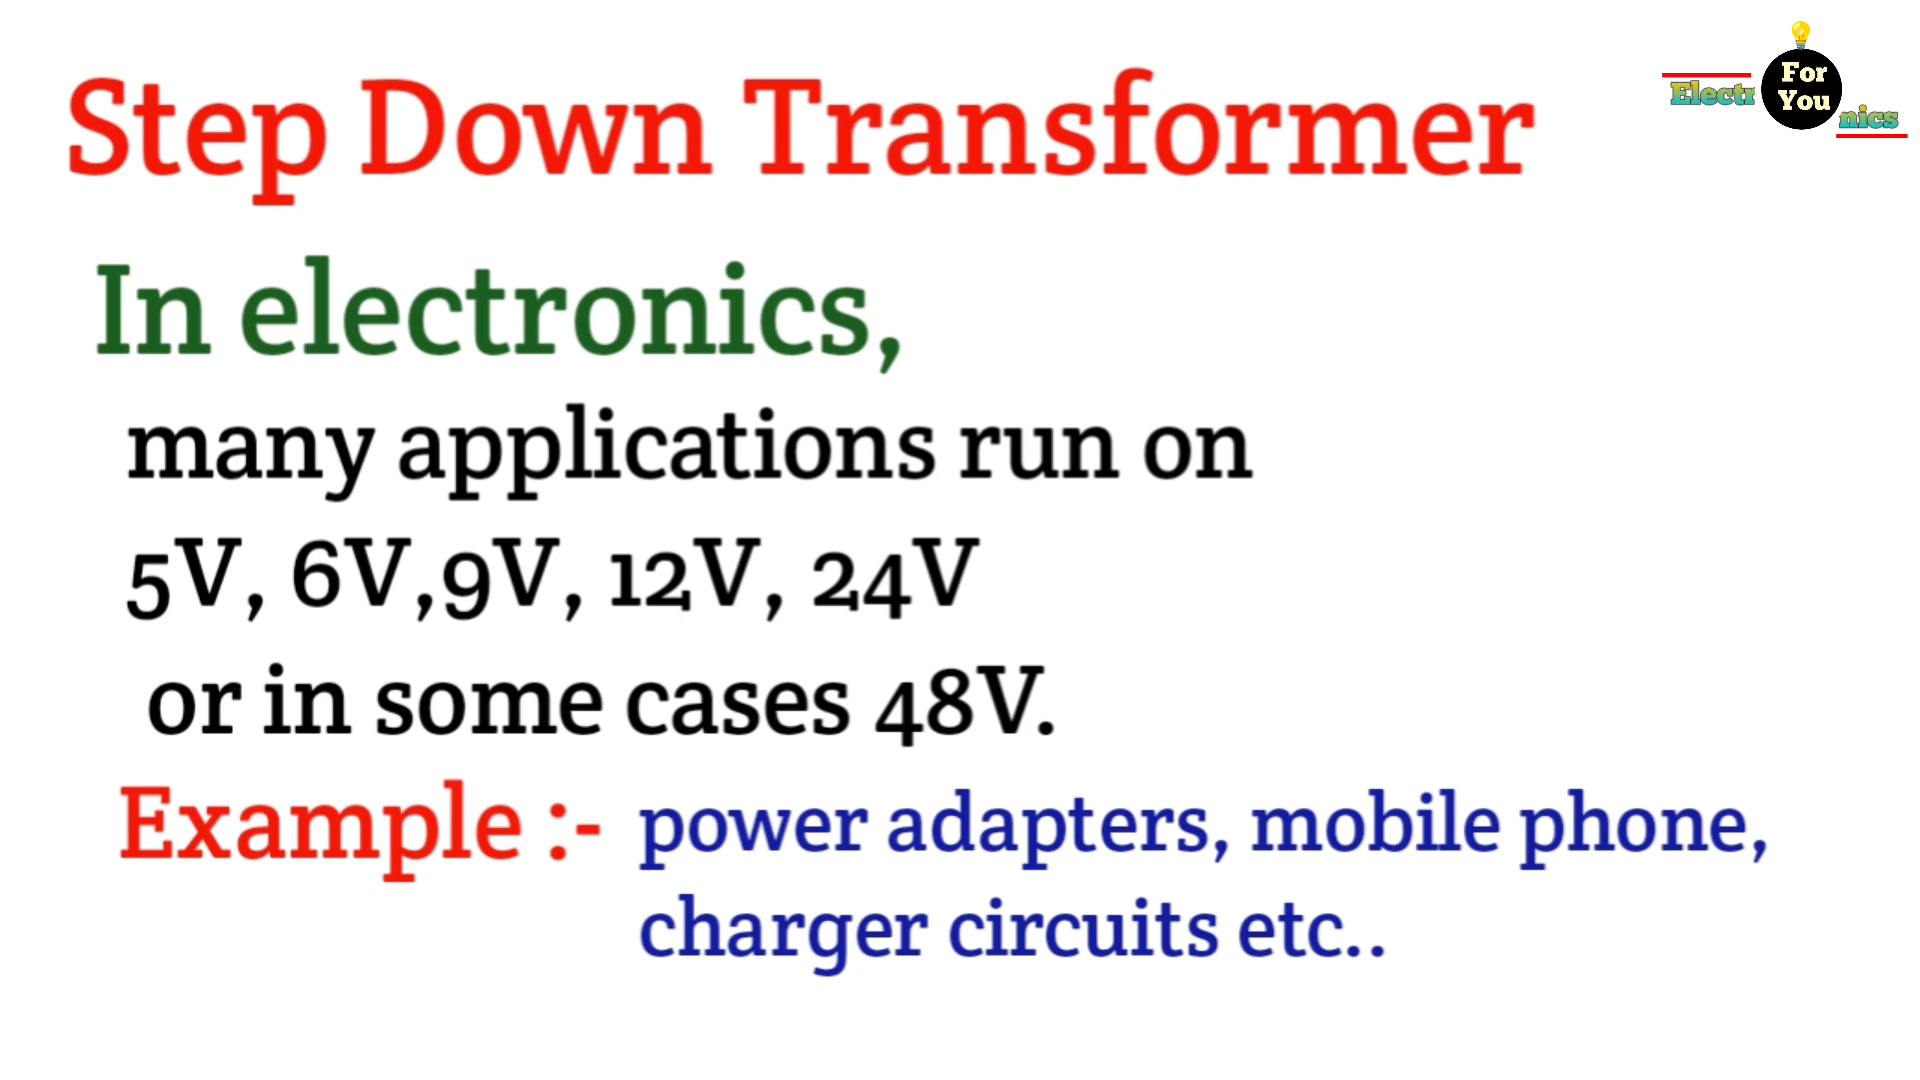 Step Down Transformer
Electr
For
You
nics
In electronics,
many applications run on
5V, 6V,9V, 12V, 24V
or in some cases 48V.
Example :- power adapters, mobile phone,
charger circuits etc..